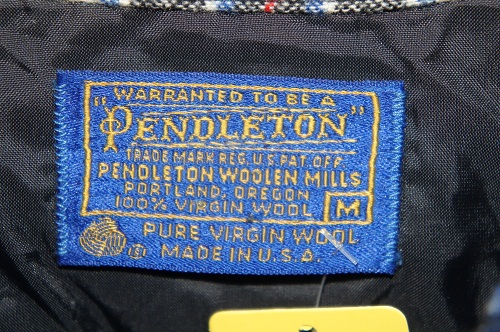 WARRANTED TO BE A
"PENDLETON"
TRADE MARK REG. U.S. PAT. OFF.
PENDLETON WOOLEN MILLS
PORTLAND, OREGON
100% VIRGIN WOOL M
PURE VIRGIN WOOL
MADE IN U.S.A.